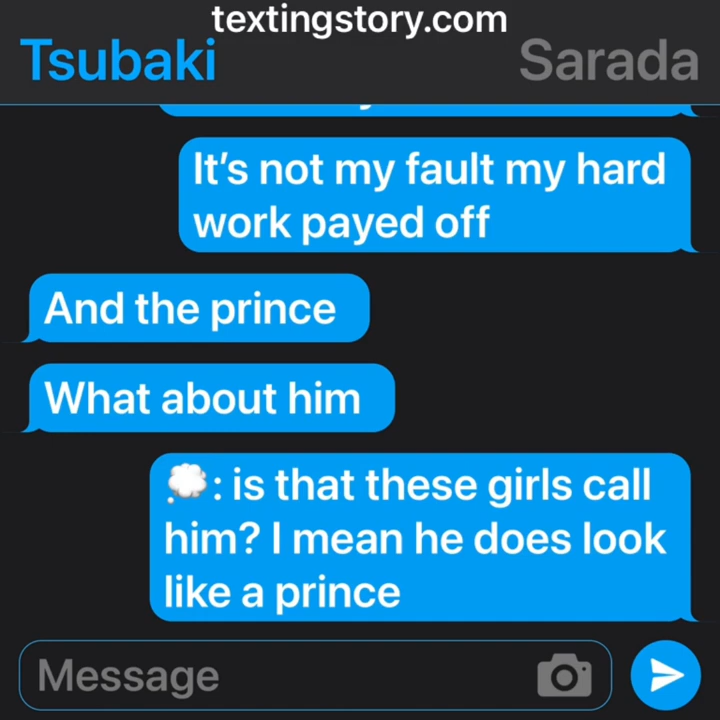 textingstory.com
Tsubaki
Sarada
It’s not my fault my hard
work payed off
And the prince
What about him
💭: is that these girls call
him? I mean he does look
like a prince
Message